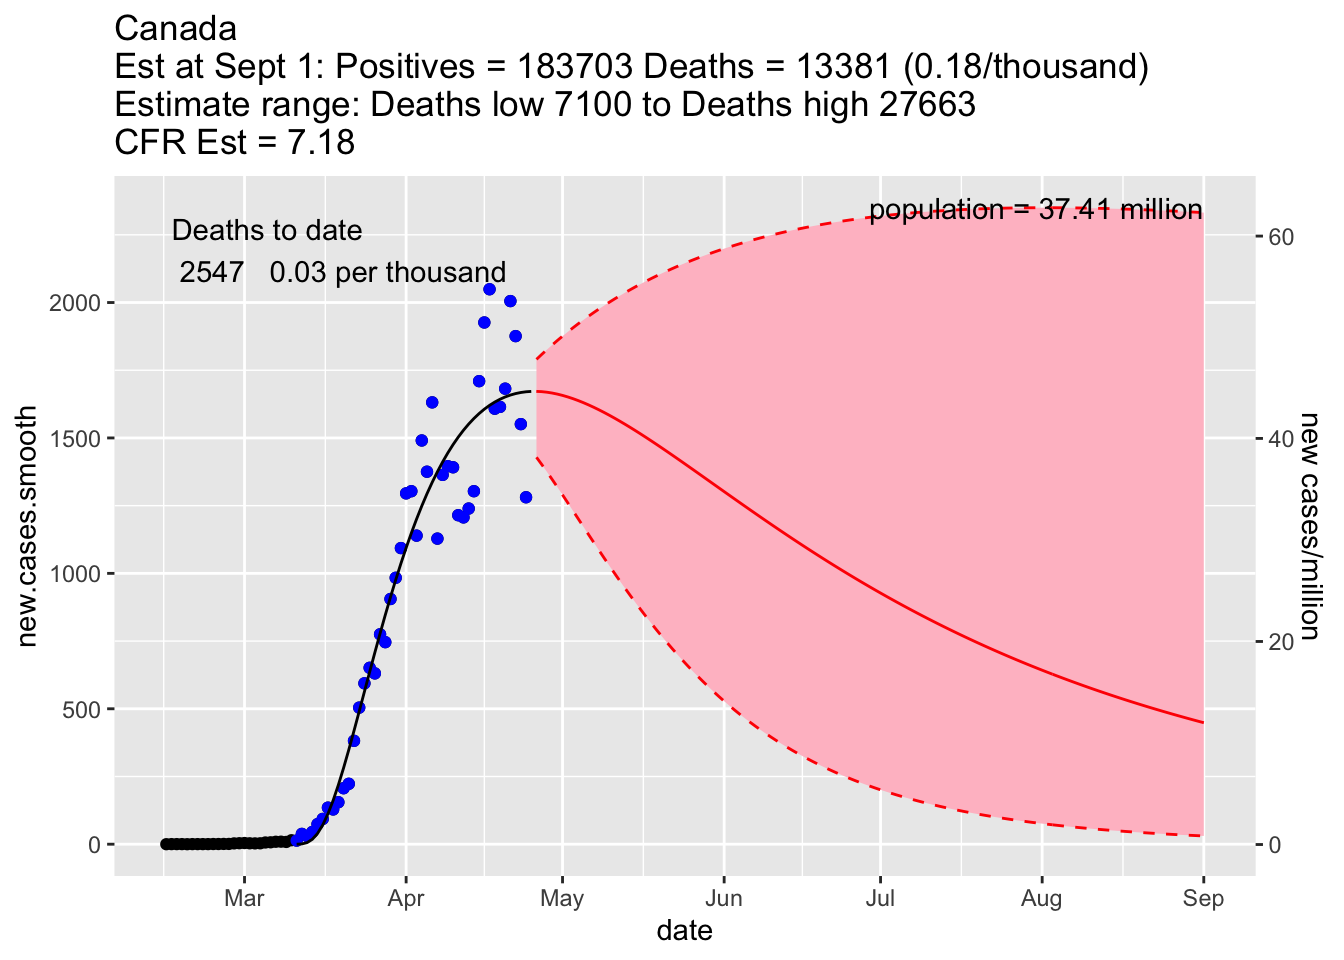 Canada
Est at Sept 1: Positives = 183703 Deaths = 13381 (0.18/thousand)
Estimate range: Deaths low 7100 to Deaths high 27663
CFR Est = 7.18
population = 37.41 million
Deaths to date
2547 0.03 per thousand
new.cases.smooth
2000
1500
1000
500
0
60
40
20
0
new cases/million
Mar Apr May Jun Jul Aug Sep
date